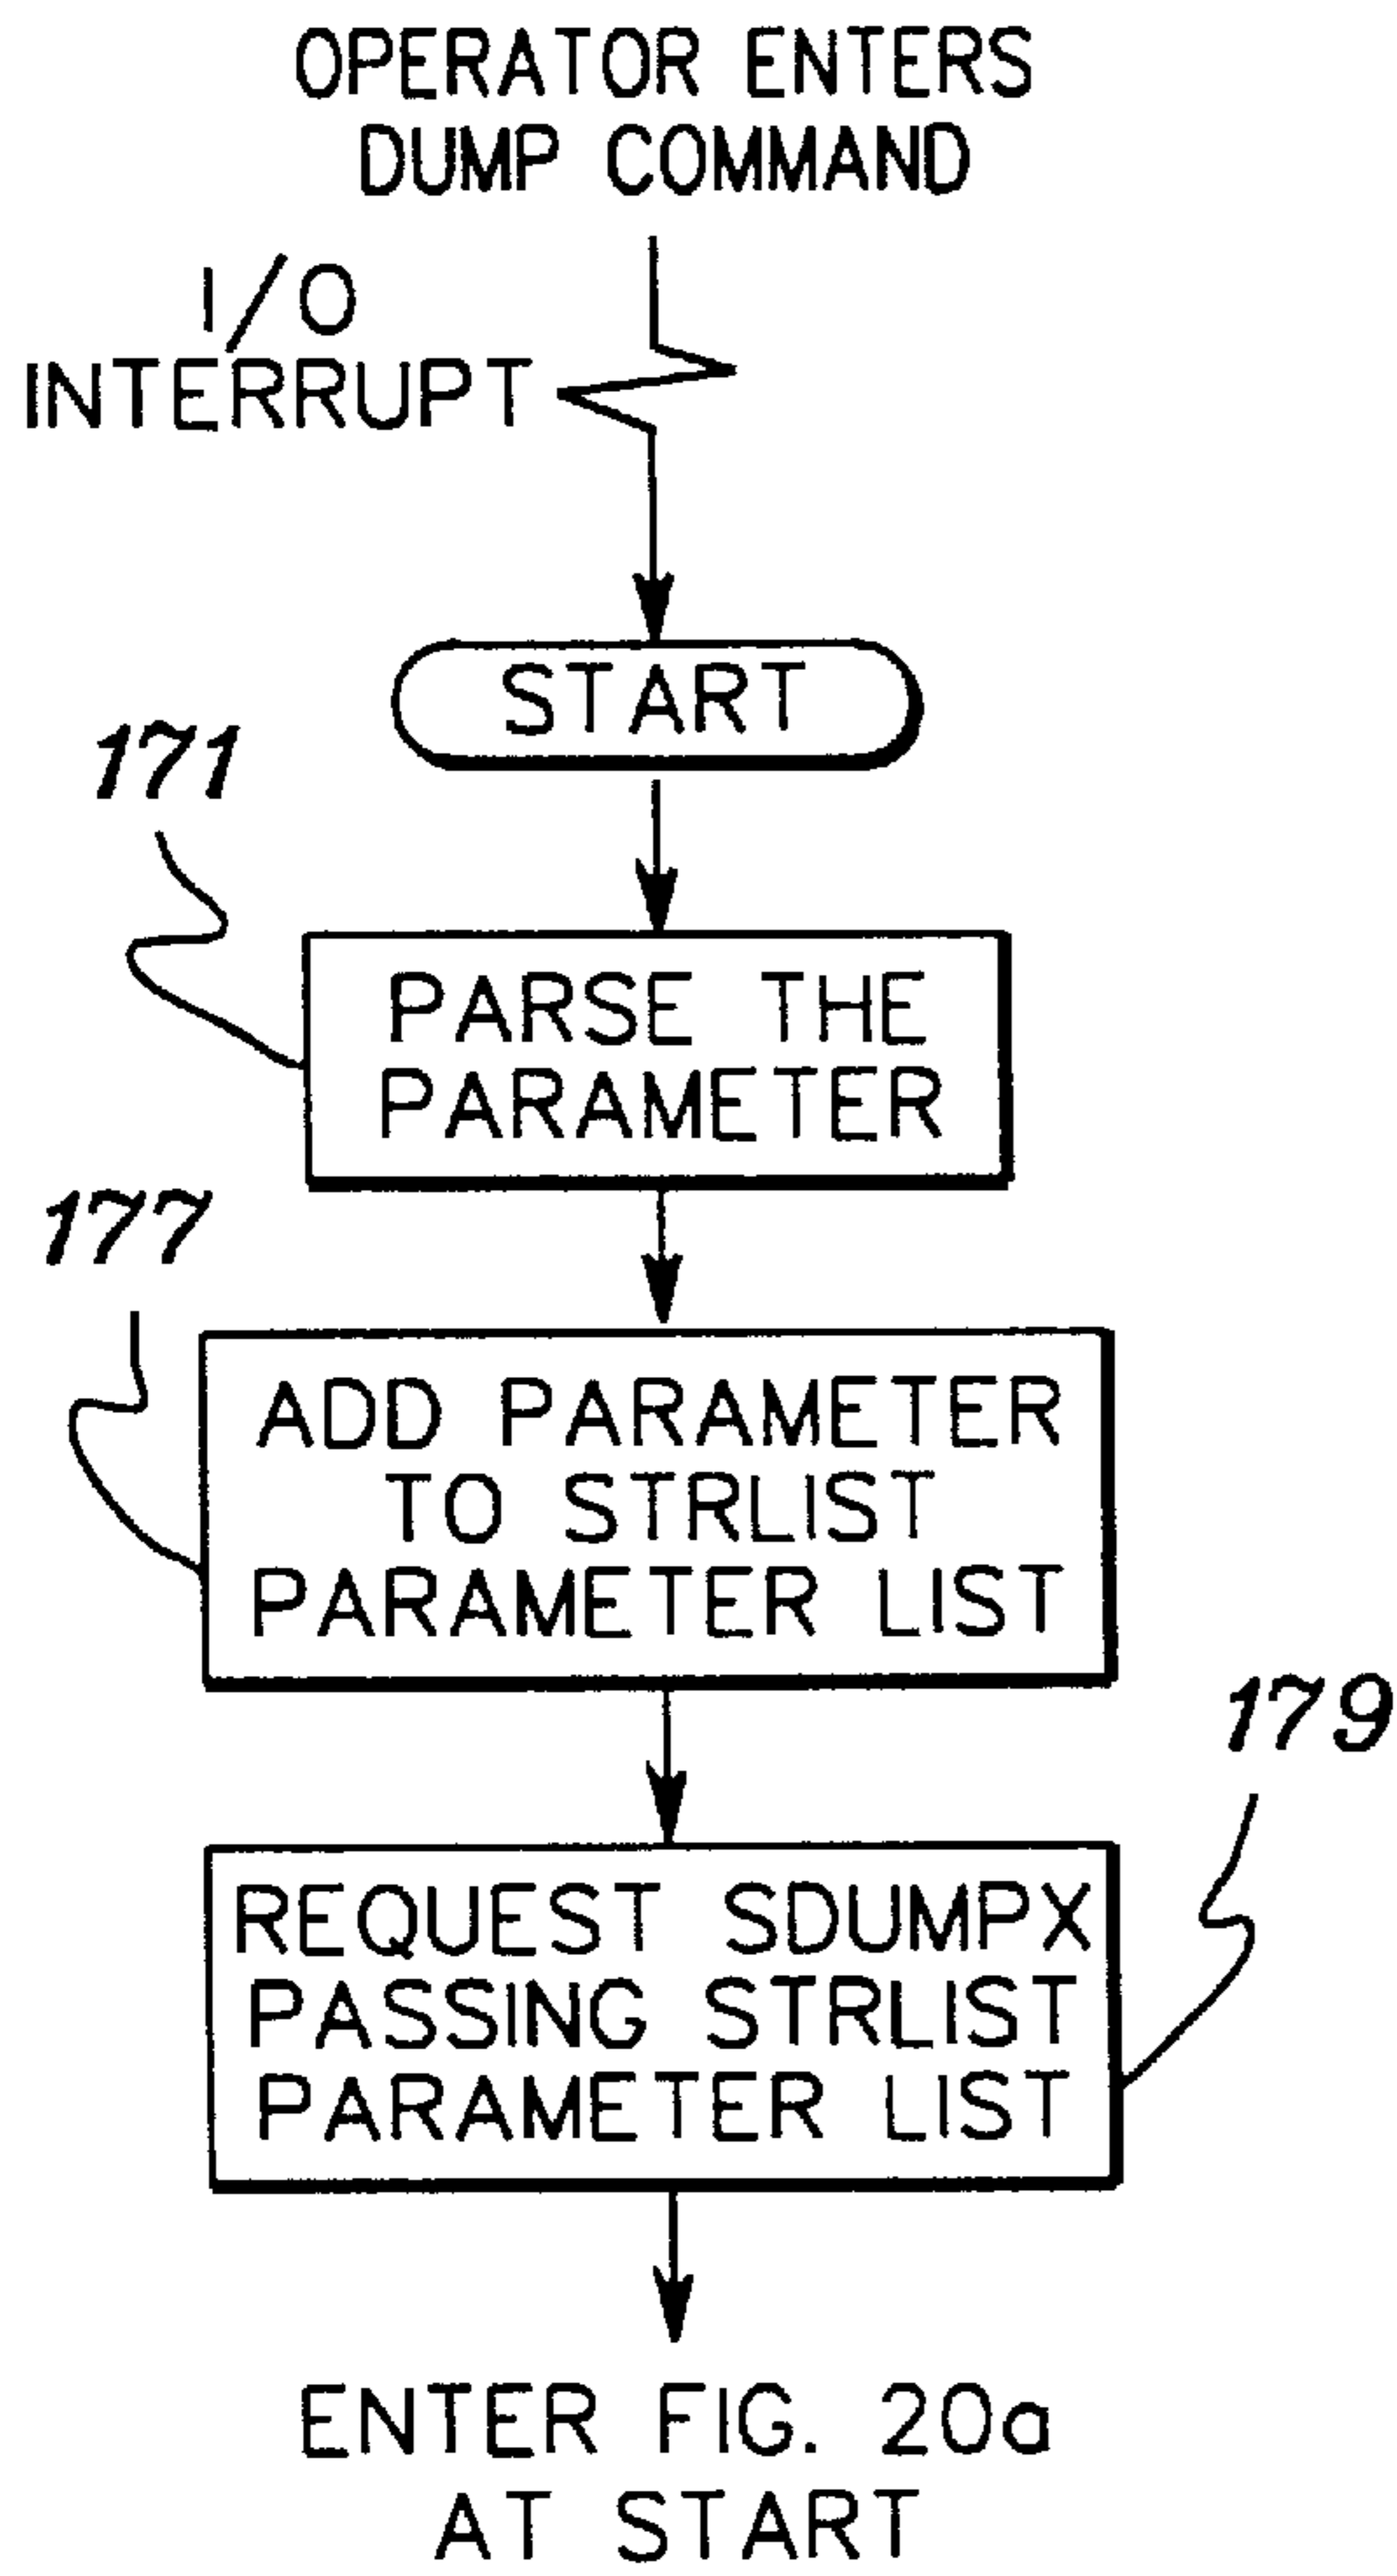 OPERATOR ENTERS
DUMP COMMAND
I/O
INTERRUPT
START
171
PARSE THE
PARAMETER
177
ADD PARAMETER
TO STRLIST
PARAMETER LIST
179
REQUEST SDUMPX
PASSING STRLIST
PARAMETER LIST
ENTER FIG. 20a
AT START